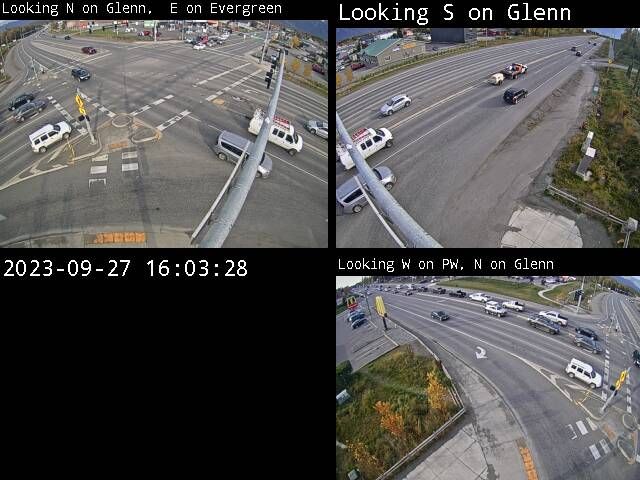 Looking N on Glenn,  E on Evergreen
Looking S on Glenn
2023-09-27 16:03:28
Looking W on PW, N on Glenn